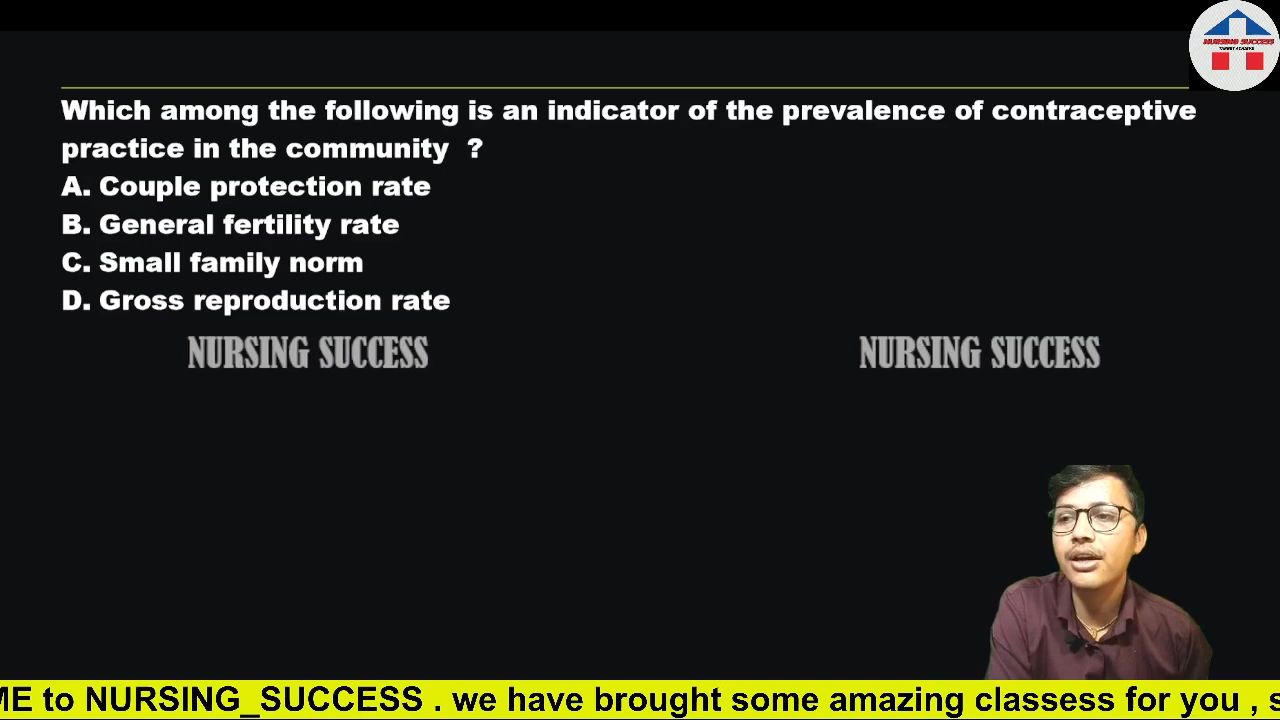 NURSING SUCCESS
Which among the following is an indicator of the prevalence of contraceptive
practice in the community ?
A. Couple protection rate
B. General fertility rate
C. Small family norm
D. Gross reproduction rate
NURSING SUCCESS NURSING SUCCESS
ME to NURSING_SUCCESS . we have brought some amazing classess for you , s